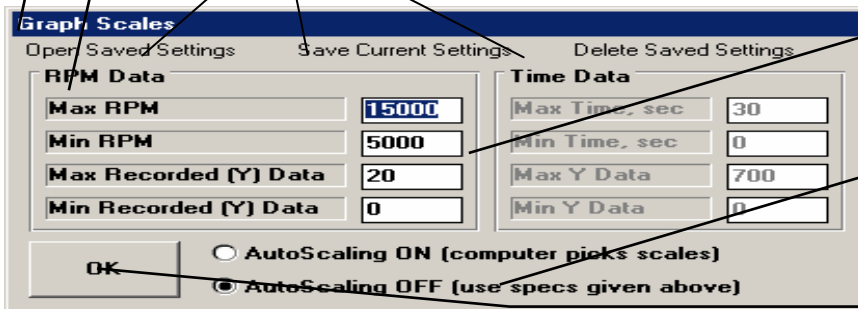 Graph Scales
Open Saved Settings Save Current Settings Delete Saved Settings
RPM Data
Max RPM 15000
Min RPM 5000
Max Recorded (Y) Data 20
Min Recorded (Y) Data 0
Time Data
Max Time, sec 30
Min Time, sec 0
Max Y Data 700
Min Y Data 0
OK
AutoScaling ON (computer picks scales)
AutoScaling OFF (use specs given above)